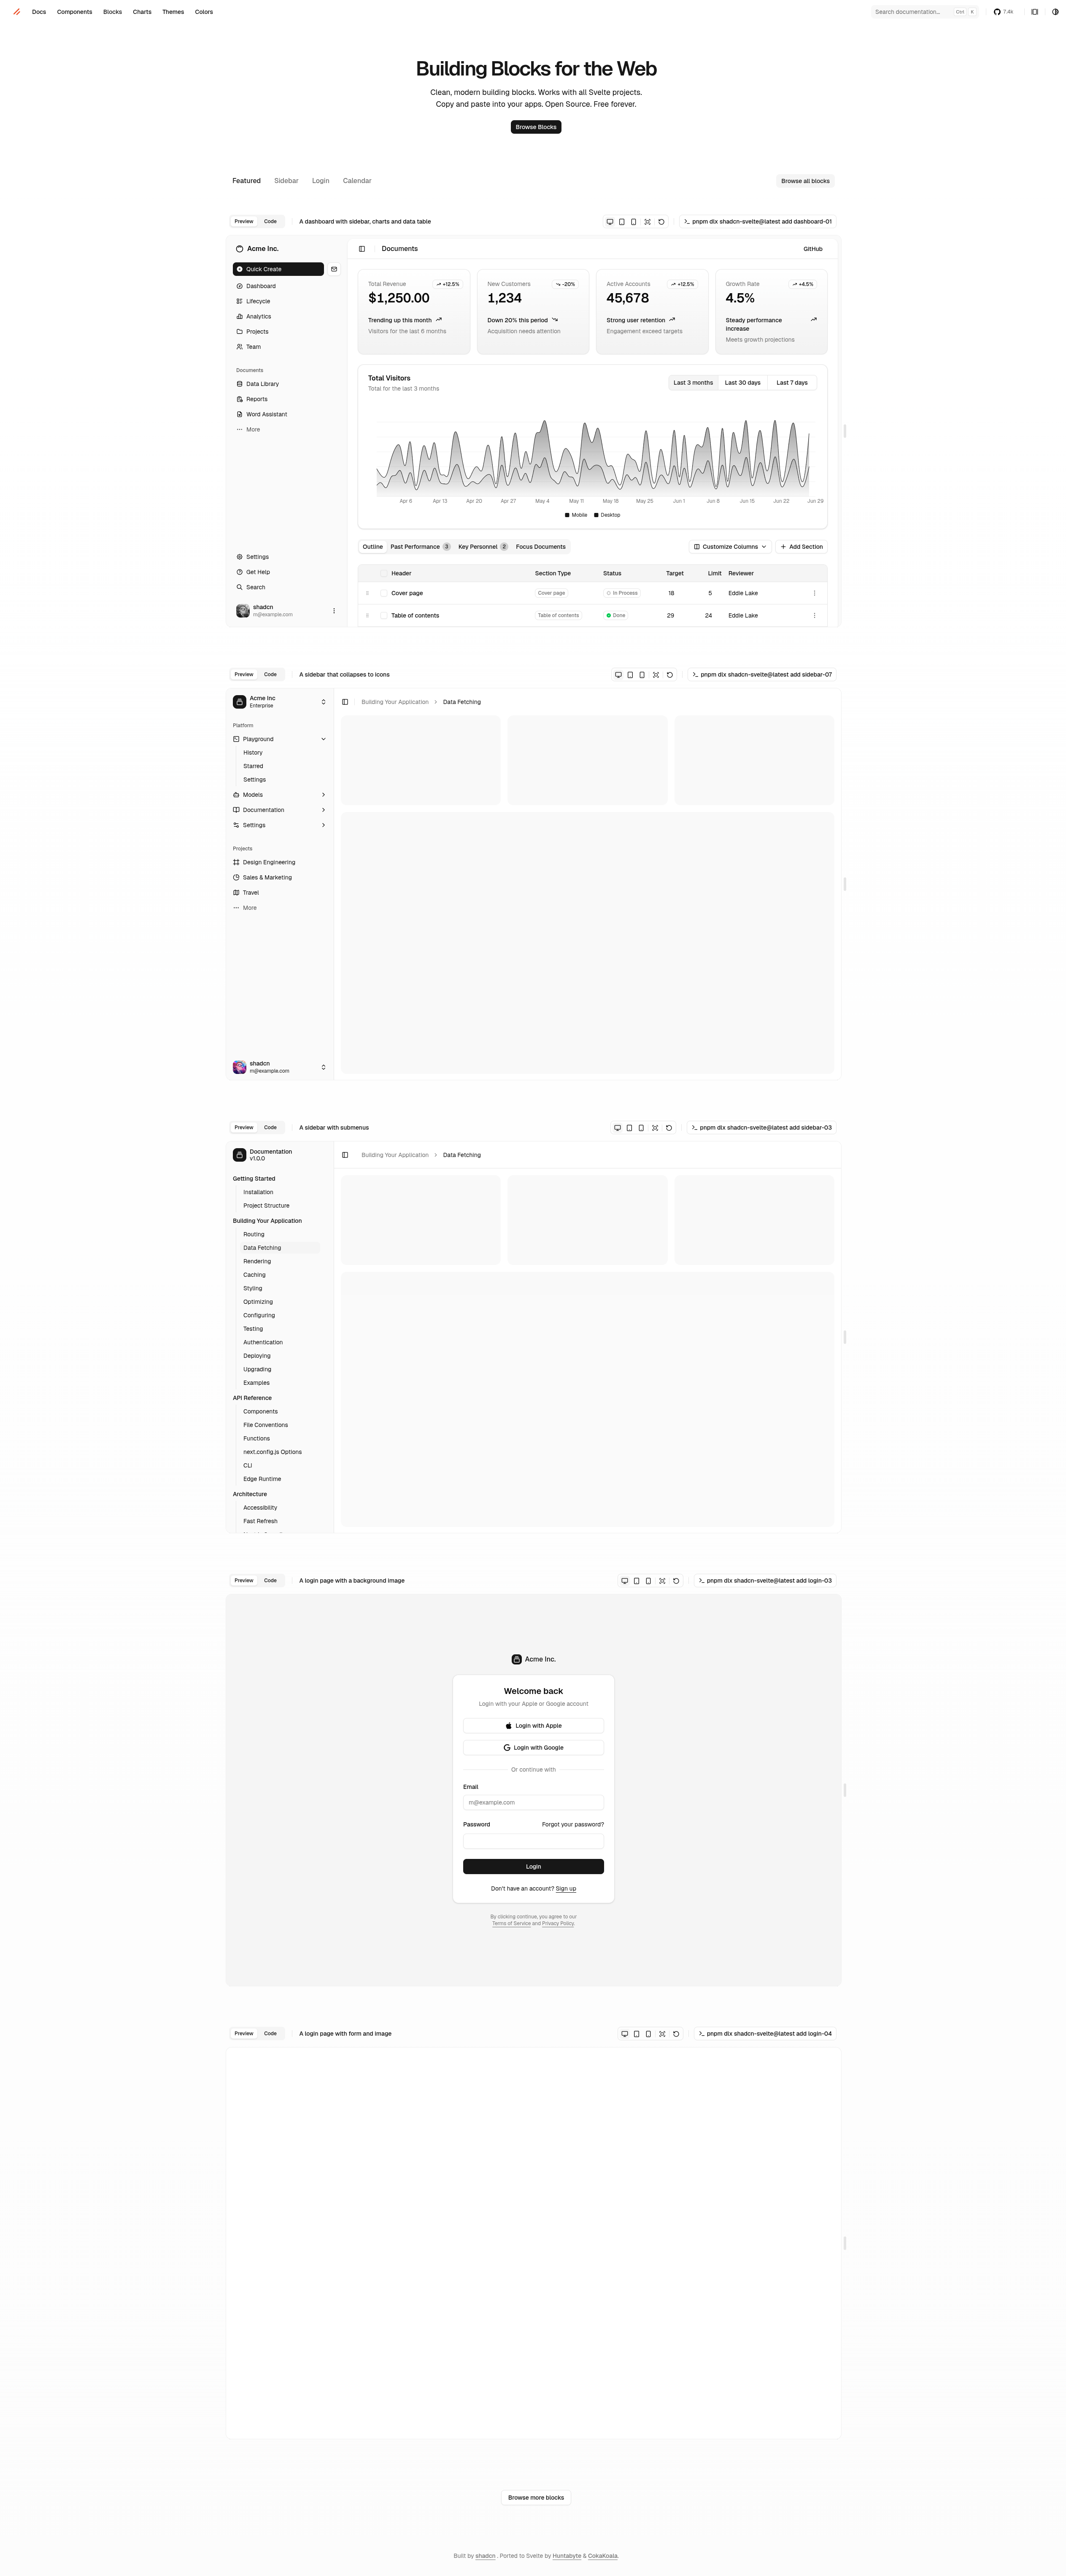 Docs Components Blocks Charts Themes Colors Search documentation... Ctrl K 7.4k
Building Blocks for the Web
Clean, modern building blocks. Works with all Svelte projects.
Copy and paste into your apps. Open Source. Free forever.
Browse Blocks
Featured Sidebar Login Calendar Browse all blocks
Preview Code A dashboard with sidebar, charts and data table pnpm dlx shadcn-svelte@latest add dashboard-01
Acme Inc.
Quick Create
Dashboard
Lifecycle
Analytics
Projects
Team
Documents
Data Library
Reports
Word Assistant
More
Settings
Get Help
Search
shadcn
m@example.com
Documents GitHub
Total Revenue +12.5%
$1,250.00
Trending up this month
Visitors for the last 6 months
New Customers -20%
1,234
Down 20% this period
Acquisition needs attention
Active Accounts +12.5%
45,678
Strong user retention
Engagement exceed targets
Growth Rate +4.5%
4.5%
Steady performance
increase
Meets growth projections
Total Visitors
Total for the last 3 months
Last 3 months Last 30 days Last 7 days
Apr 6 Apr 13 Apr 20 Apr 27 May 4 May 11 May 18 May 25 Jun 1 Jun 8 Jun 15 Jun 22 Jun 29
Mobile Desktop
Outline Past Performance 3 Key Personnel 2 Focus Documents Customize Columns Add Section
Header Section Type Status Target Limit Reviewer
Cover page Cover page In Process 18 5 Eddie Lake
Table of contents Table of contents Done 29 24 Eddie Lake
Preview Code A sidebar that collapses to icons pnpm dlx shadcn-svelte@latest add sidebar-07
Acme Inc
Enterprise
Platform
Playground
History
Starred
Settings
Models
Documentation
Settings
Projects
Design Engineering
Sales & Marketing
Travel
More
shadcn
m@example.com
Building Your Application Data Fetching
Preview Code A sidebar with submenus pnpm dlx shadcn-svelte@latest add sidebar-03
Documentation
v1.0.0
Getting Started
Installation
Project Structure
Building Your Application
Routing
Data Fetching
Rendering
Caching
Styling
Optimizing
Configuring
Testing
Authentication
Deploying
Upgrading
Examples
API Reference
Components
File Conventions
Functions
next.config.js Options
CLI
Edge Runtime
Architecture
Accessibility
Fast Refresh
Building Your Application Data Fetching
Preview Code A login page with a background image pnpm dlx shadcn-svelte@latest add login-03
Acme Inc.
Welcome back
Login with your Apple or Google account
Login with Apple
Login with Google
Or continue with
Email
m@example.com
Password Forgot your password?
Login
Don't have an account? Sign up
By clicking continue, you agree to our
Terms of Service and Privacy Policy.
Preview Code A login page with form and image pnpm dlx shadcn-svelte@latest add login-04
Browse more blocks
Built by shadcn . Ported to Svelte by Huntabyte & CokaKoala.